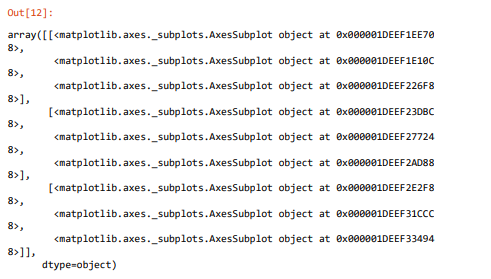 Out[12]:
array([[<matplotlib.axes._subplots.AxesSubplot object at 0x000001DEEF1EE70
8>,
<matplotlib.axes._subplots.AxesSubplot object at 0x000001DEEF1E10C
8>,
<matplotlib.axes._subplots.AxesSubplot object at 0x000001DEEF226F8
8>],
[<matplotlib.axes._subplots.AxesSubplot object at 0x000001DEEF23DBC
8>,
<matplotlib.axes._subplots.AxesSubplot object at 0x000001DEEF27724
8>,
<matplotlib.axes._subplots.AxesSubplot object at 0x000001DEEF2AD88
8>],
[<matplotlib.axes._subplots.AxesSubplot object at 0x000001DEEF2E2F8
8>,
<matplotlib.axes._subplots.AxesSubplot object at 0x000001DEEF31CCC
8>,
<matplotlib.axes._subplots.AxesSubplot object at 0x000001DEEF33494
8>]],
dtype=object)